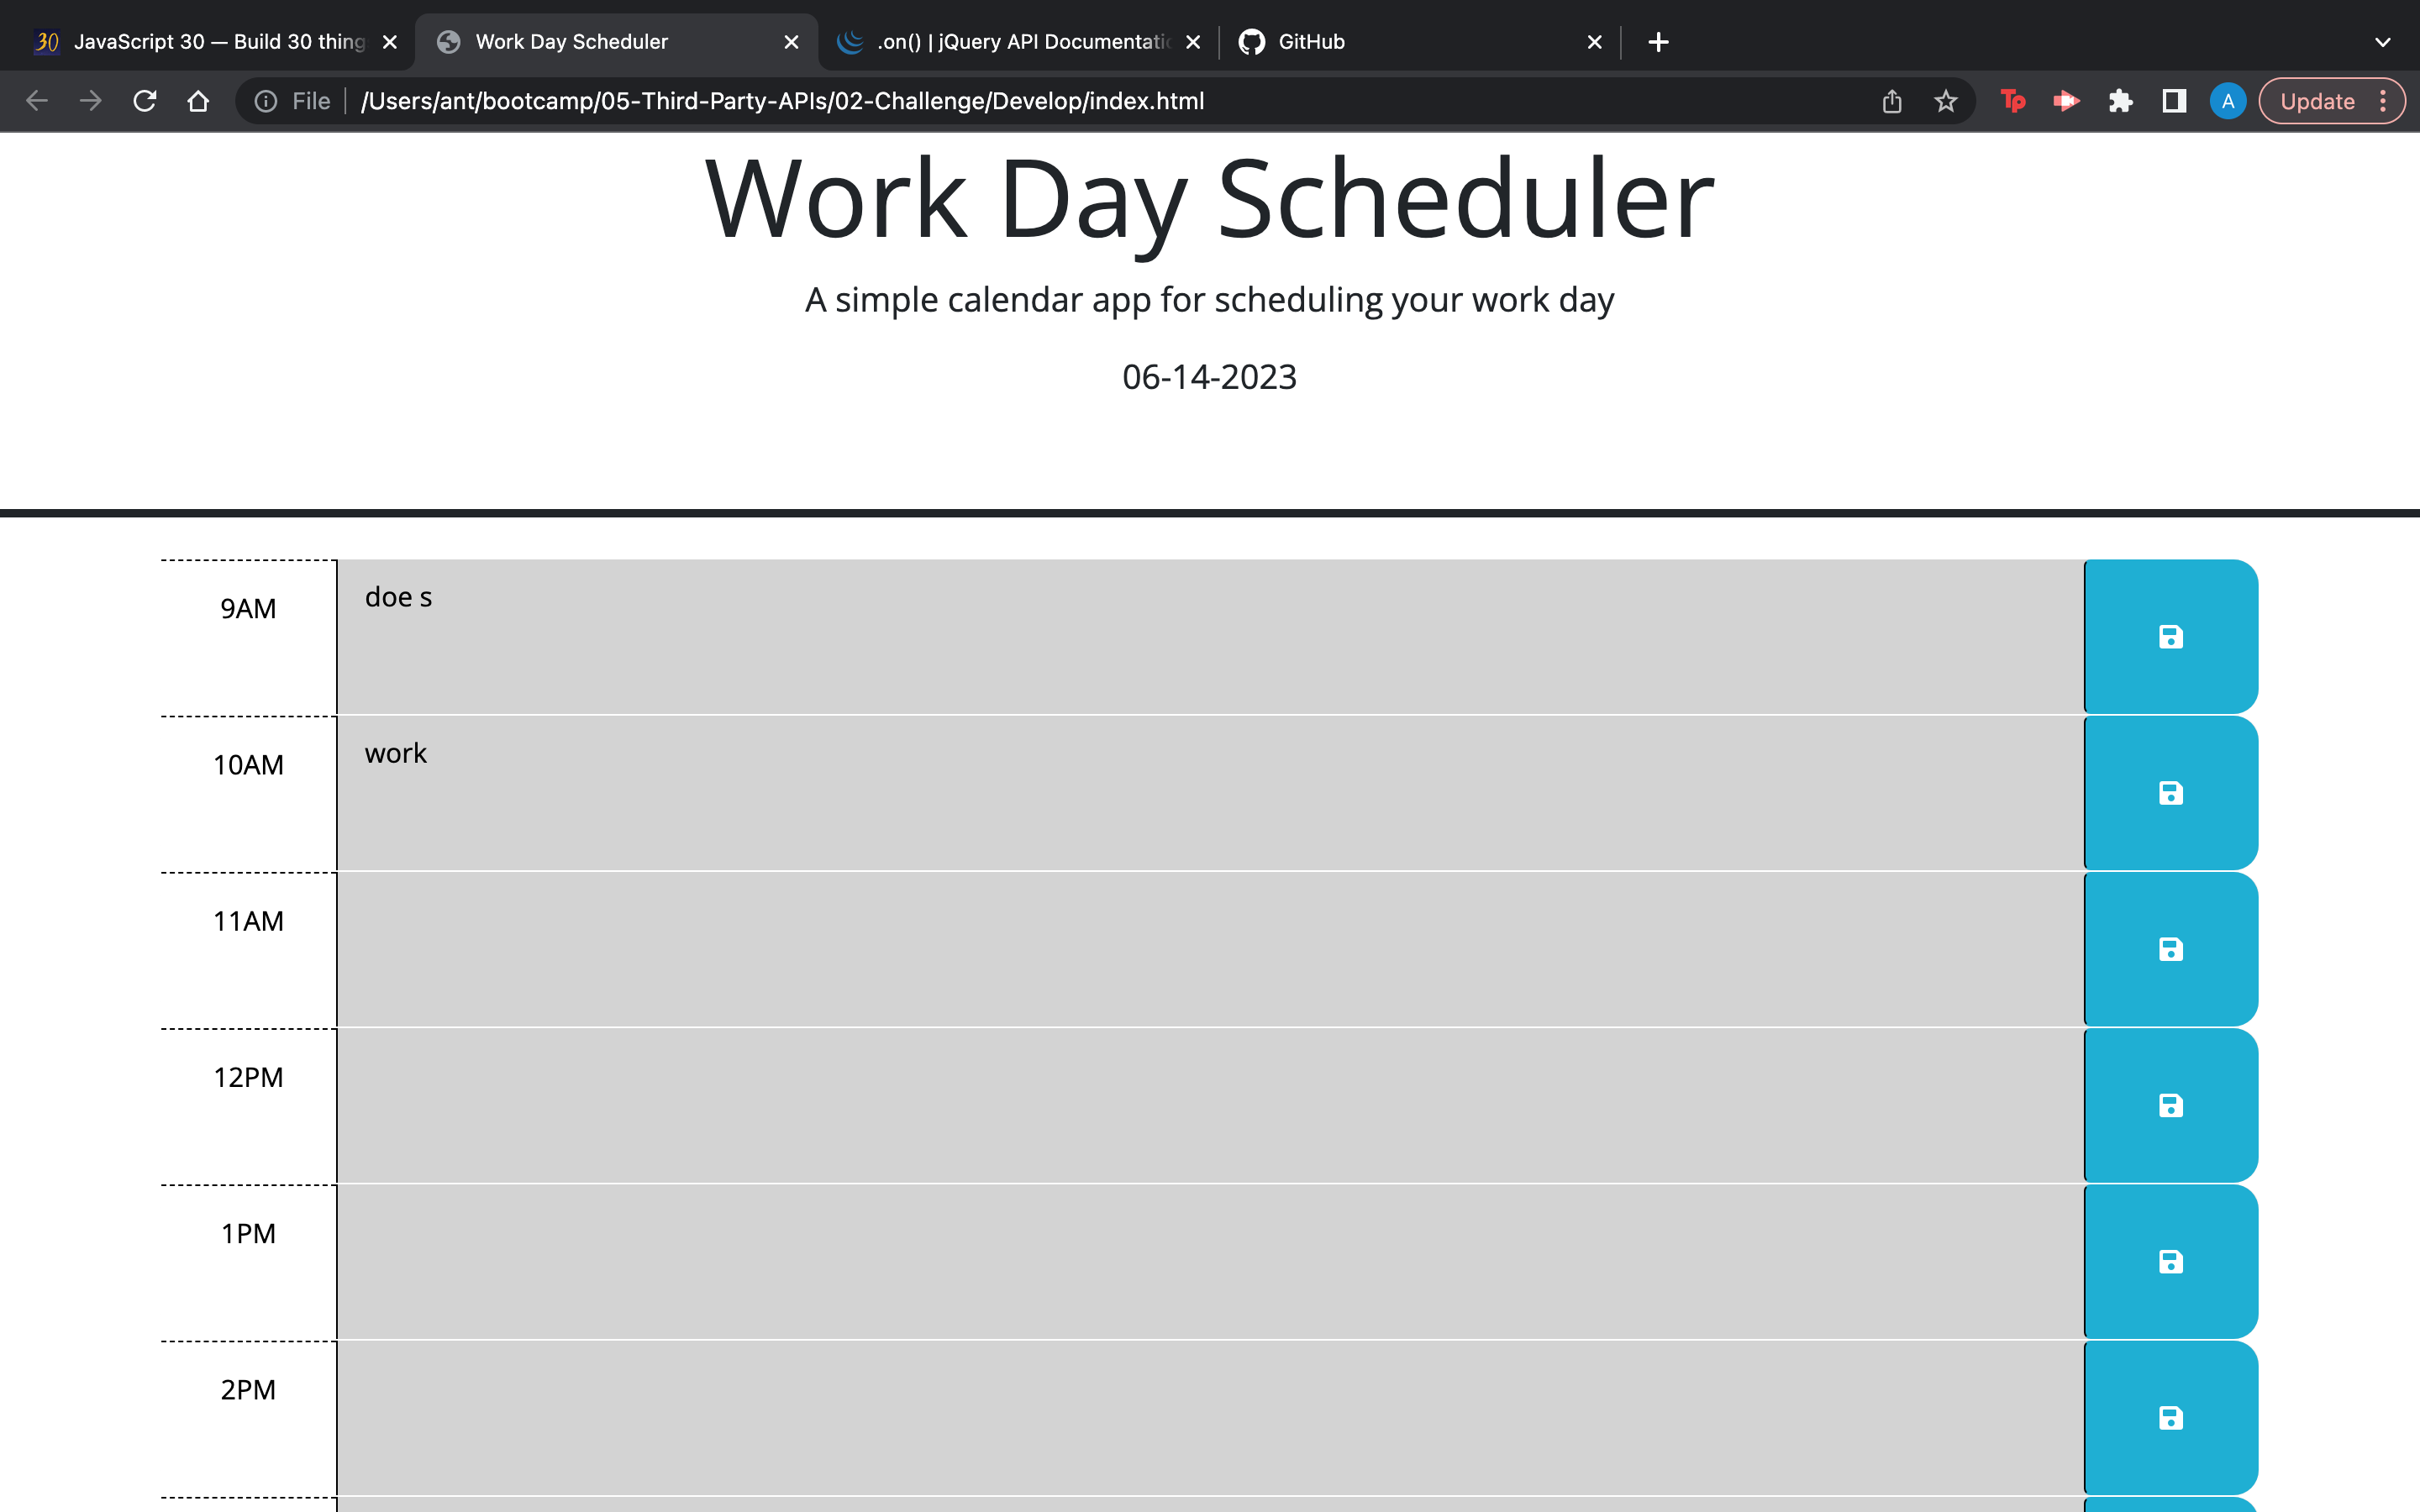 30 JavaScript 30 — Build 30 thing
Work Day Scheduler
.on() | jQuery API Documentatic
GitHub
File /Users/ant/bootcamp/05-Third-Party-APIs/02-Challenge/Develop/index.html
Tp
A
Update
Work Day Scheduler
A simple calendar app for scheduling your work day
06-14-2023
9AM doe s
10AM work
11AM
12PM
1PM
2PM